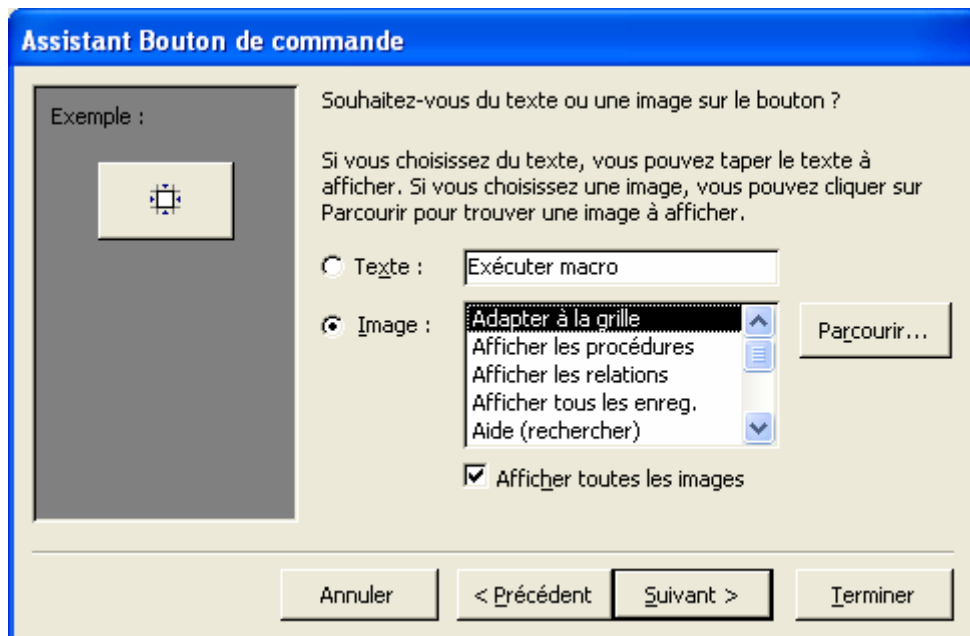 Assistant Bouton de commande
Exemple :
Souhaitez-vous du texte ou une image sur le bouton ?
Si vous choisissez du texte, vous pouvez taper le texte à
afficher. Si vous choisissez une image, vous pouvez cliquer sur
Parcourir pour trouver une image à afficher.
Texte : Exécuter macro
Image : Adapter à la grille
Afficher les procédures
Afficher les relations
Afficher tous les enreg.
Aide (rechercher)
Parcourir...
Afficher toutes les images
Annuler < Précédent Suivant > Terminer